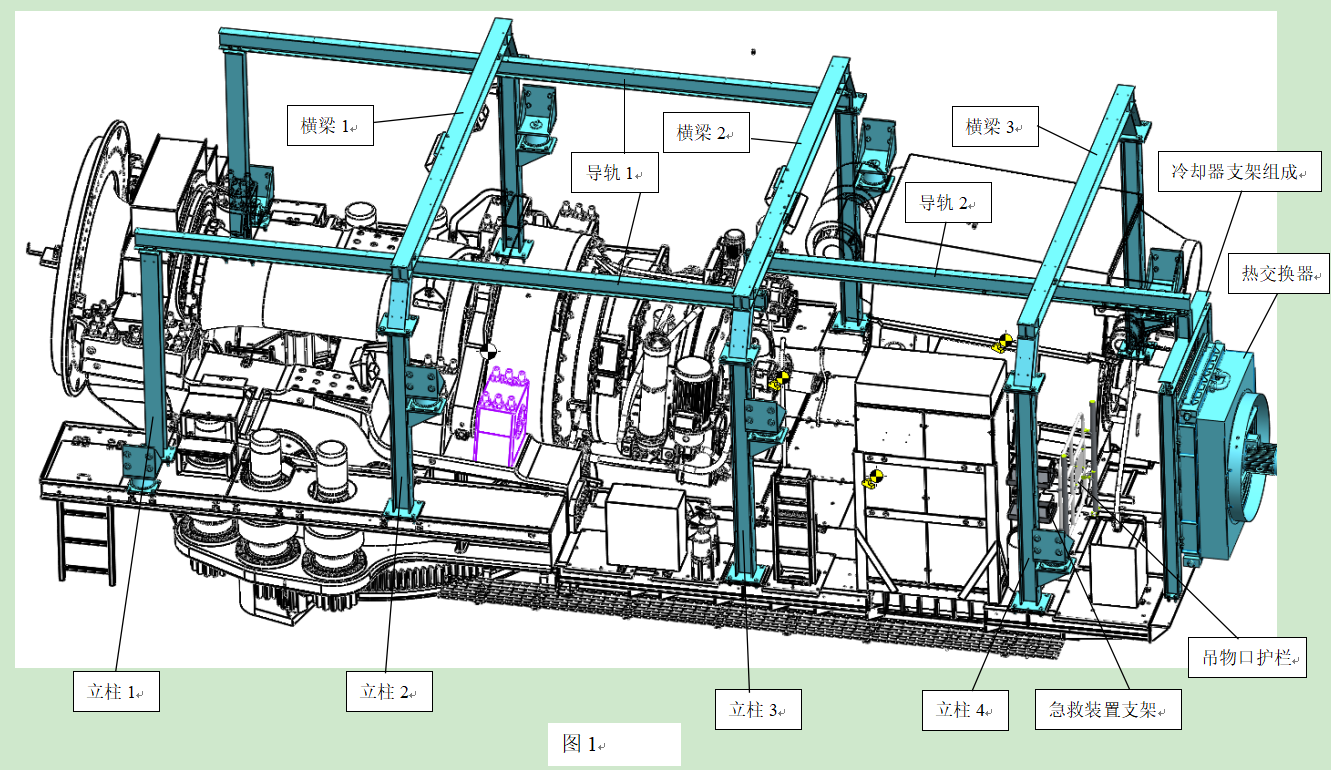 横梁 1
横梁 2
横梁 3
导轨 1
冷却器支架组成
导轨 2
热交换器
吊物口护栏
立柱 1
立柱 2
立柱 3
立柱 4
急救装置支架
图 1